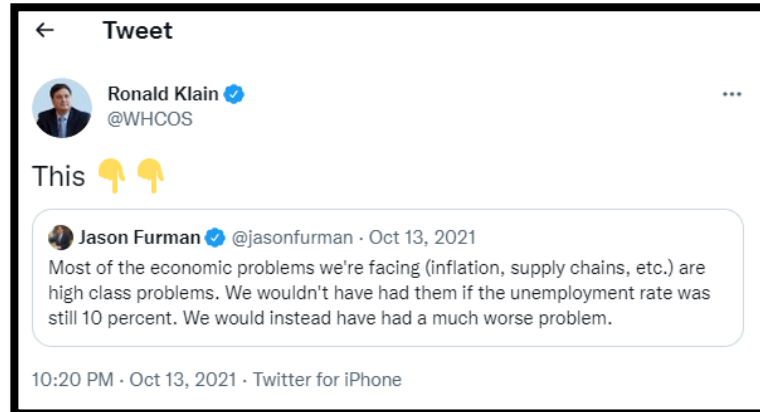 Tweet
Ronald Klain
@WHCOS
This 👇👇
Jason Furman @jasonfurman · Oct 13, 2021
Most of the economic problems we're facing (inflation, supply chains, etc.) are
high class problems. We wouldn't have had them if the unemployment rate was
still 10 percent. We would instead have had a much worse problem.
10:20 PM · Oct 13, 2021 · Twitter for iPhone